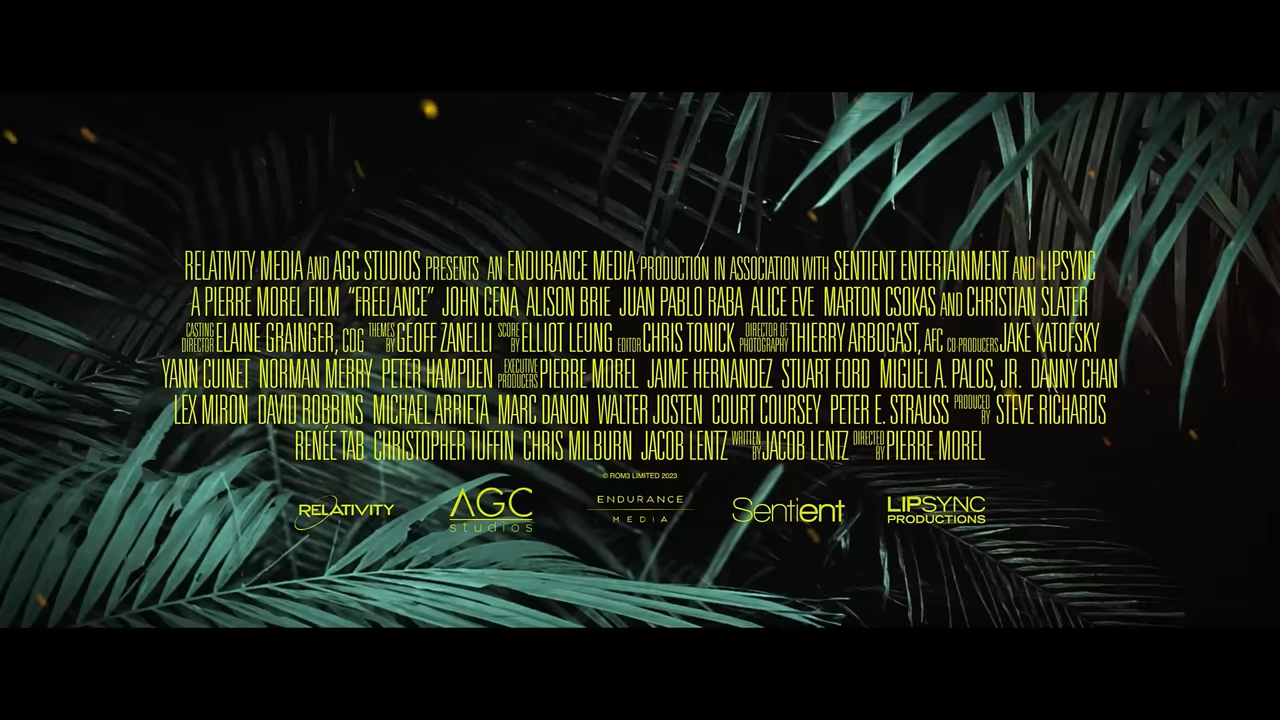 RELATIVITY MEDIA AND AGC STUDIOS PRESENTS AN ENDURANCE MEDIA PRODUCTION IN ASSOCIATION WITH SENTIENT ENTERTAINMENT AND LIPSYNC
A PIERRE MOREL FILM “FREELANCE” JOHN CENA ALISON BRIE JUAN PABLO RABA ALICE EVE MARTON CSOKAS AND CHRISTIAN SLATER
CASTING DIRECTOR ELAINE GRAINGER, CDG THEMES BY GEOFF ZANELLI SCORE BY ELLIOT LEUNG EDITOR CHRIS TONICK DIRECTOR OF PHOTOGRAPHY THIERRY ARBOGAST, AFC CO-PRODUCERS JAKE KATOFSKY
YANN CUINET NORMAN MERRY PETER HAMPDEN EXECUTIVE PRODUCERS PIERRE MOREL JAIME HERNANDEZ STUART FORD MIGUEL A. PALOS, JR. DANNY CHAN
LEX MIRON DAVID ROBBINS MICHAEL ARRIETA MARC DANON WALTER JOSTEN COURT COURSEY PETER E. STRAUSS PRODUCED BY STEVE RICHARDS
RENÉE TAB CHRISTOPHER TUFFIN CHRIS MILBURN JACOB LENTZ WRITTEN BY JACOB LENTZ DIRECTED BY PIERRE MOREL
© ROM3 LIMITED 2023
RELATIVITY
AGC studios
ENDURANCE MEDIA
Sentient
LIPSYNC PRODUCTIONS